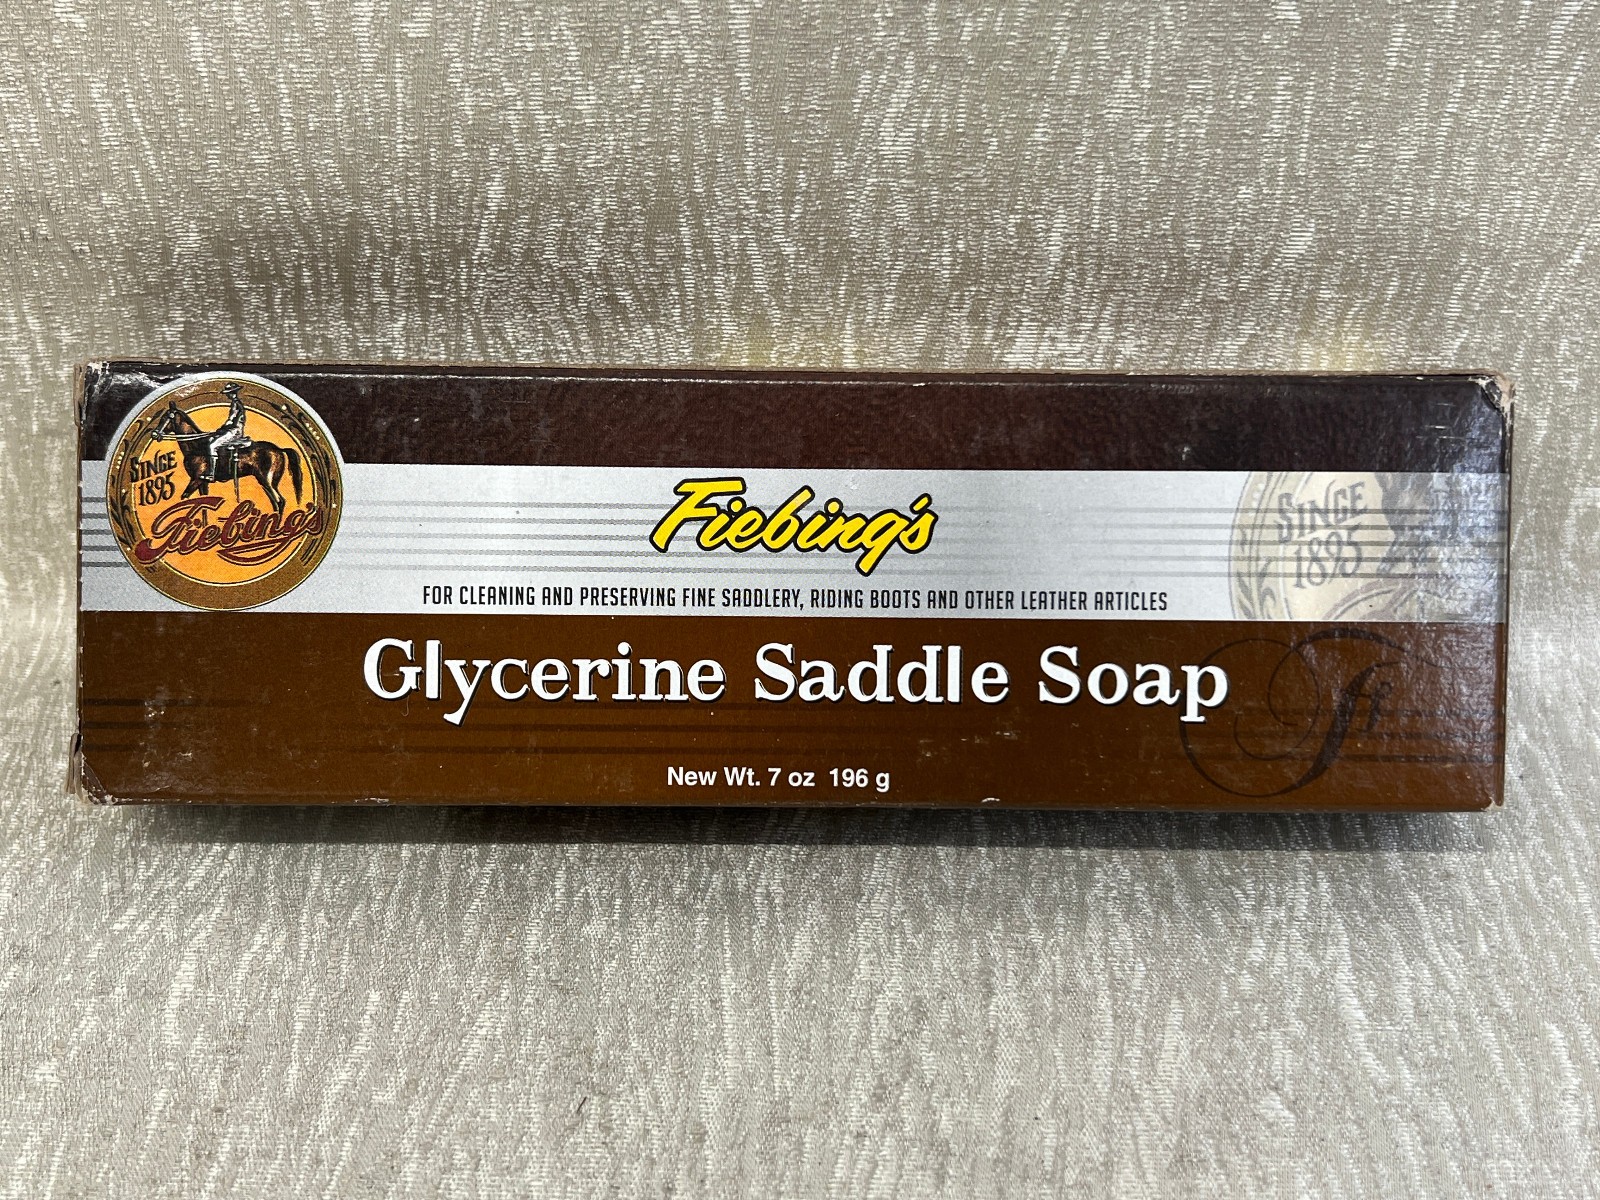 SINCE
1895
Fiebing's
Fiebing's
FOR CLEANING AND PRESERVING FINE SADDLERY, RIDING BOOTS AND OTHER LEATHER ARTICLES
SINCE
1895
Glycerine Saddle Soap
New Wt. 7 oz 196 g